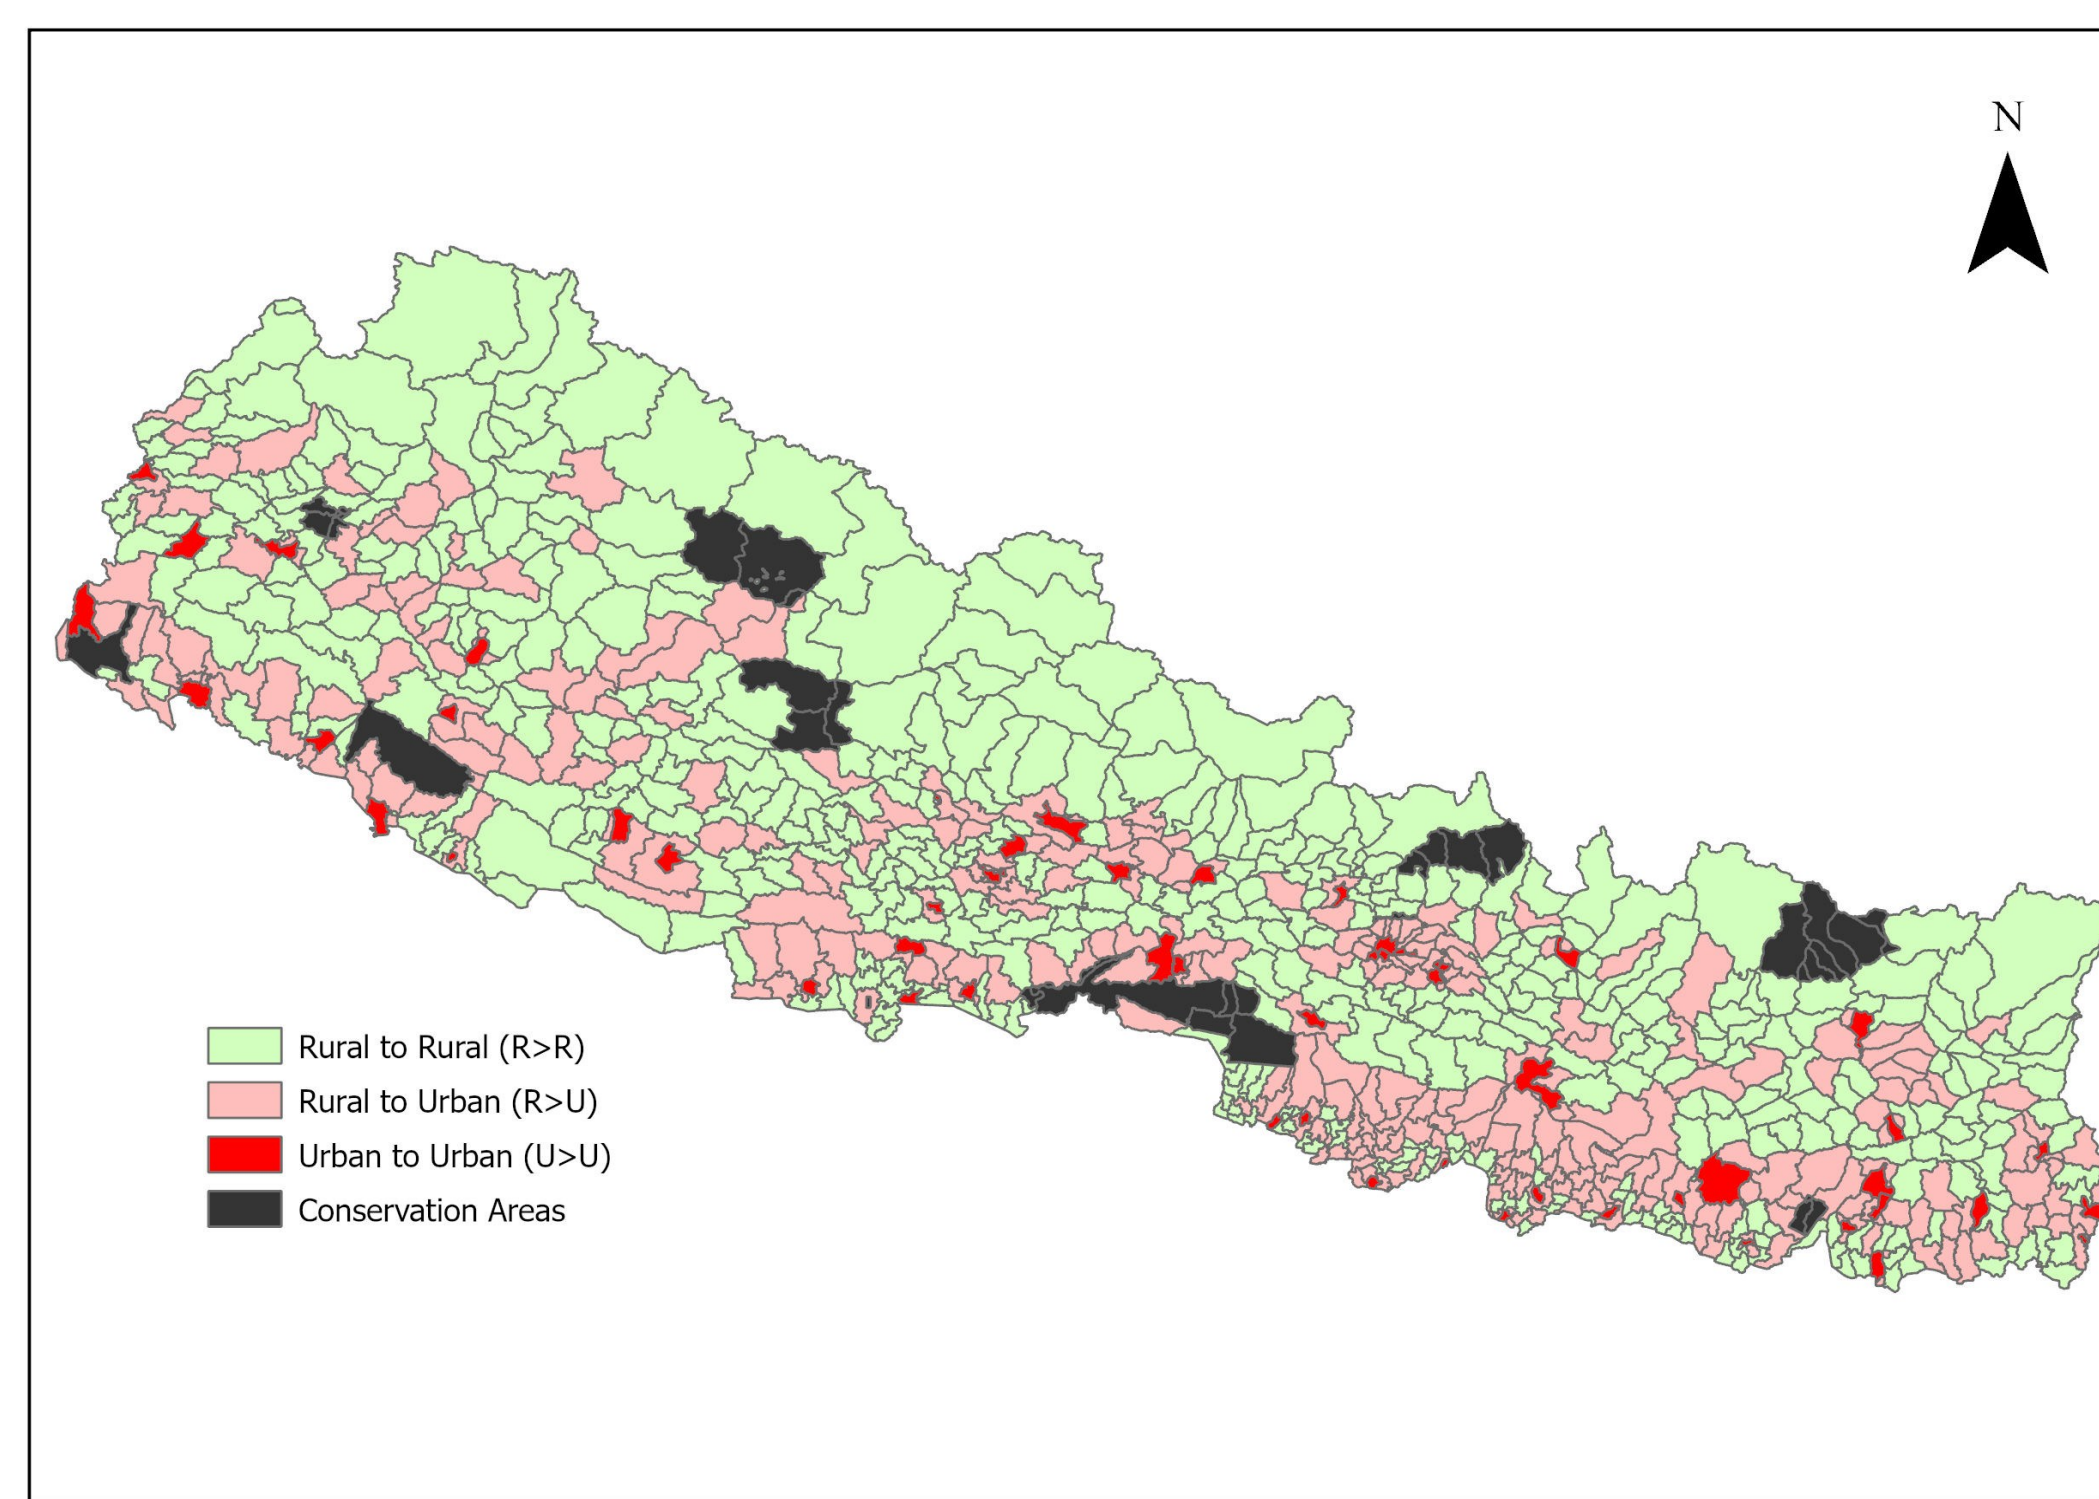 N
Rural to Rural (R>R)
Rural to Urban (R>U)
Urban to Urban (U>U)
Conservation Areas